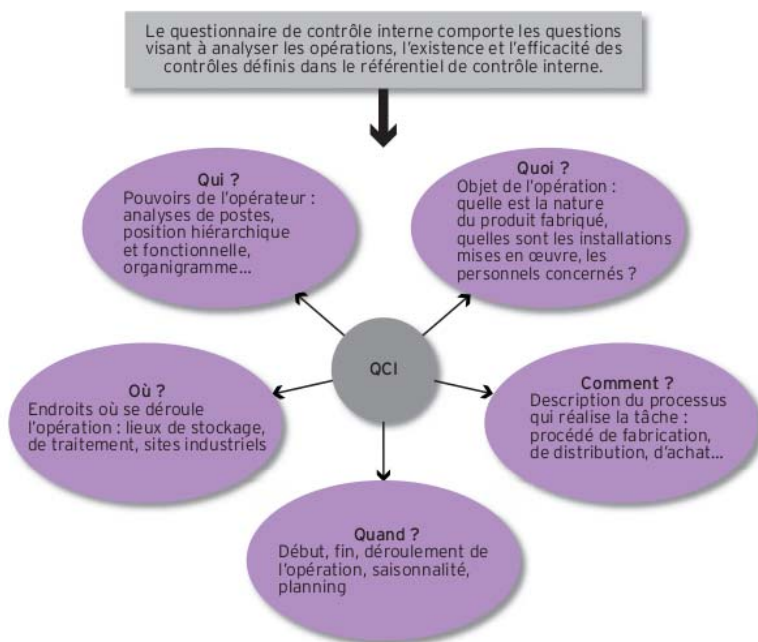 Le questionnaire de contrôle interne comporte les questions
visant à analyser les opérations, l'existence et l'efficacité des
contrôles définis dans le référentiel de contrôle interne.
Qui ?
Pouvoirs de l'opérateur :
analyses de postes,
position hiérarchique
et fonctionnelle,
organigramme...
Quoi ?
Objet de l'opération :
quelle est la nature
du produit fabriqué,
quelles sont les installations
mises en œuvre, les
personnels concernés ?
QCI
Où ?
Endroits où se déroule
l'opération : lieux de stockage,
de traitement, sites industriels
Comment ?
Description du processus
qui réalise la tâche :
procédé de fabrication,
de distribution, d'achat...
Quand ?
Début, fin, déroulement de
l'opération, saisonnalité,
planning